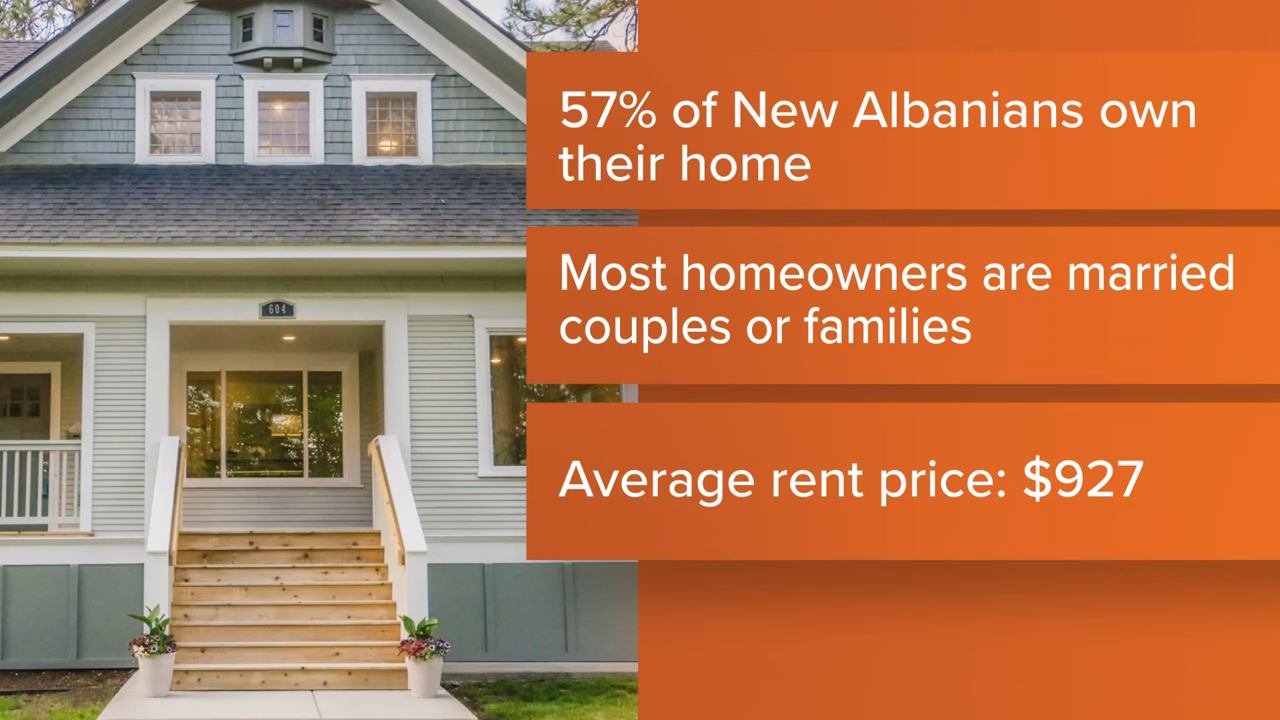 604
57% of New Albanians own
their home
Most homeowners are married
couples or families
Average rent price: $927